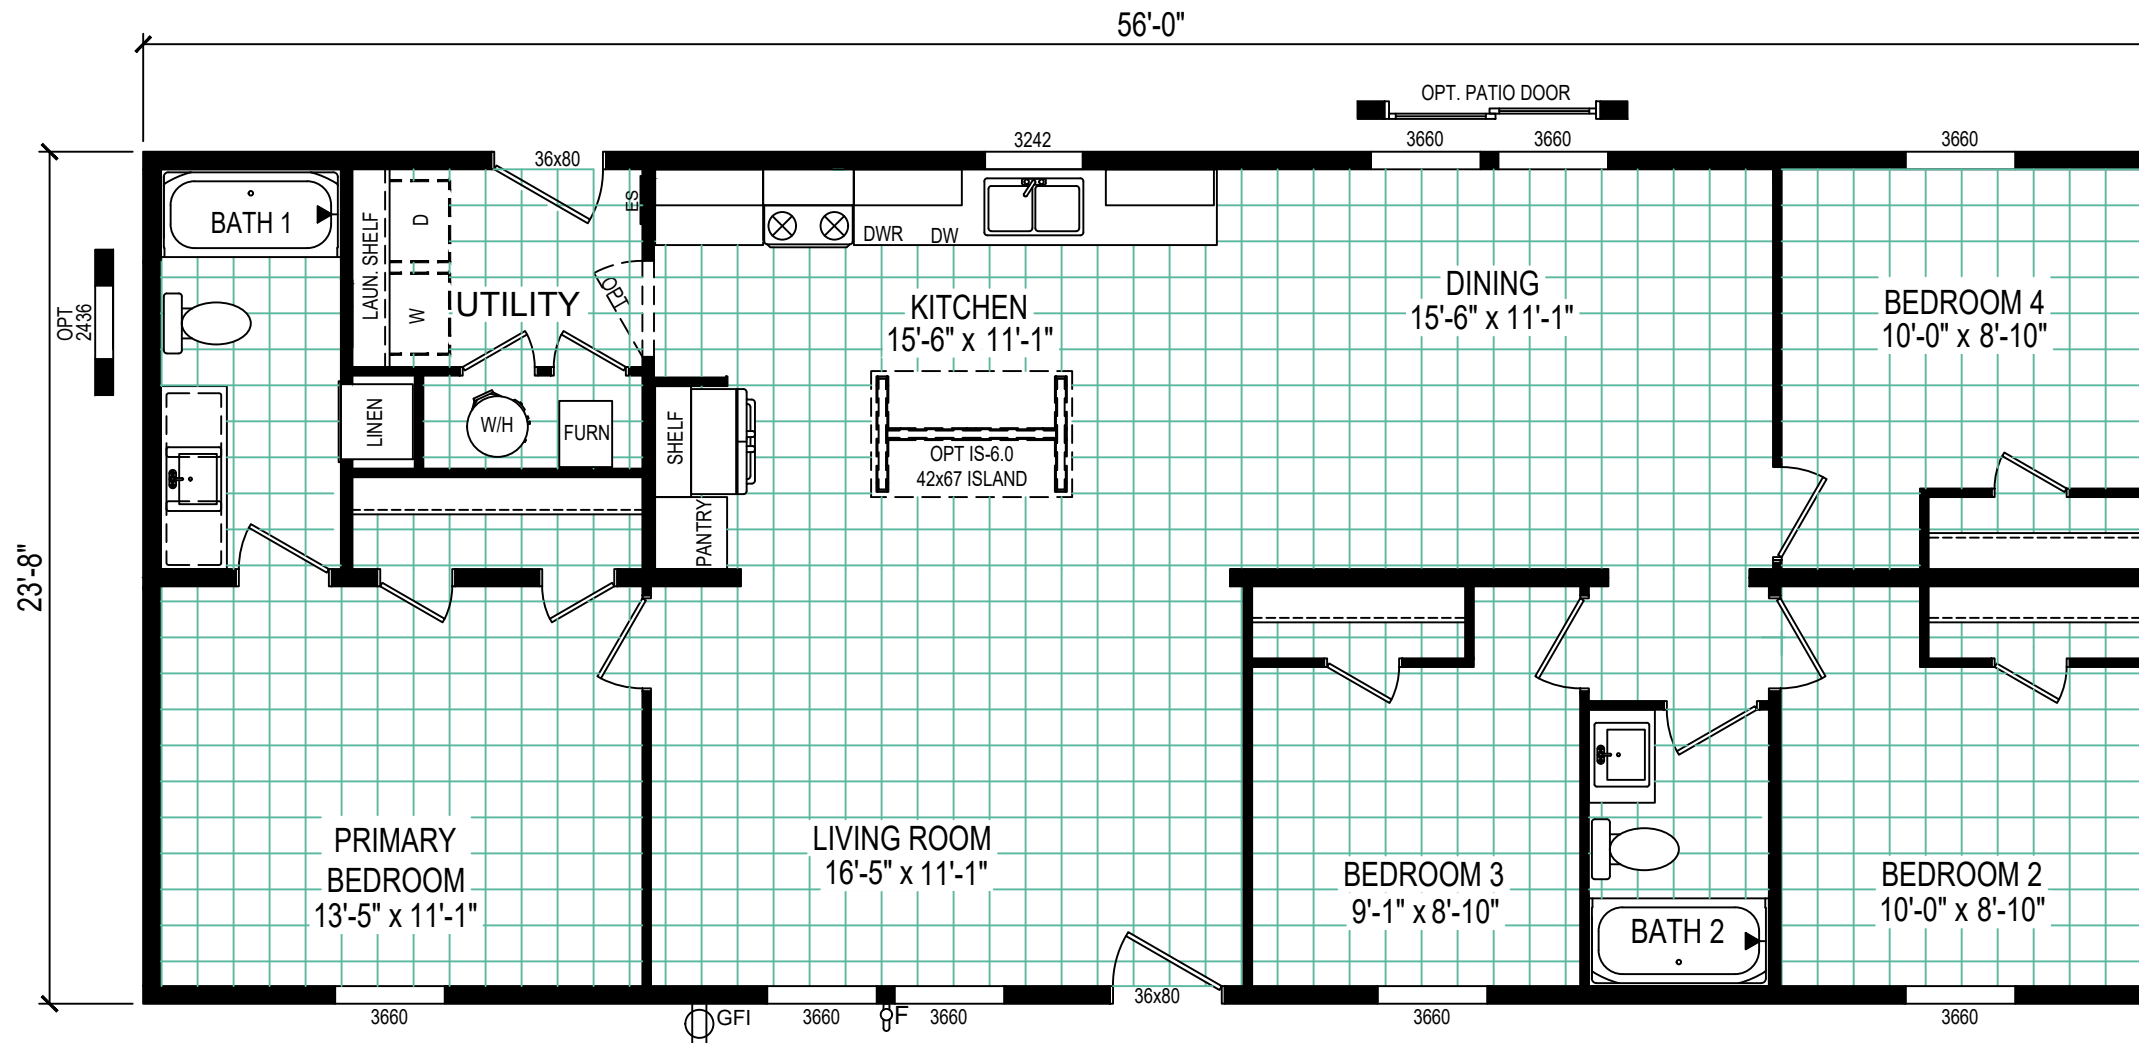 56'-0"
OPT. PATIO DOOR
3242
3660
3660
3660
36x80
BATH 1
LAUN. SHELF
D
W
ES
UTILITY
OPT
DWR
DW
KITCHEN
15'-6" x 11'-1"
DINING
15'-6" x 11'-1"
BEDROOM 4
10'-0" x 8'-10"
OPT
2436
LINEN
W/H
FURN
SHELF
PANTRY
OPT IS-6.0
42x67 ISLAND
23'-8"
PRIMARY
BEDROOM
13'-5" x 11'-1"
LIVING ROOM
16'-5" x 11'-1"
BEDROOM 3
9'-1" x 8'-10"
BATH 2
BEDROOM 2
10'-0" x 8'-10"
3660
GFI
3660
F
3660
36x80
3660
3660